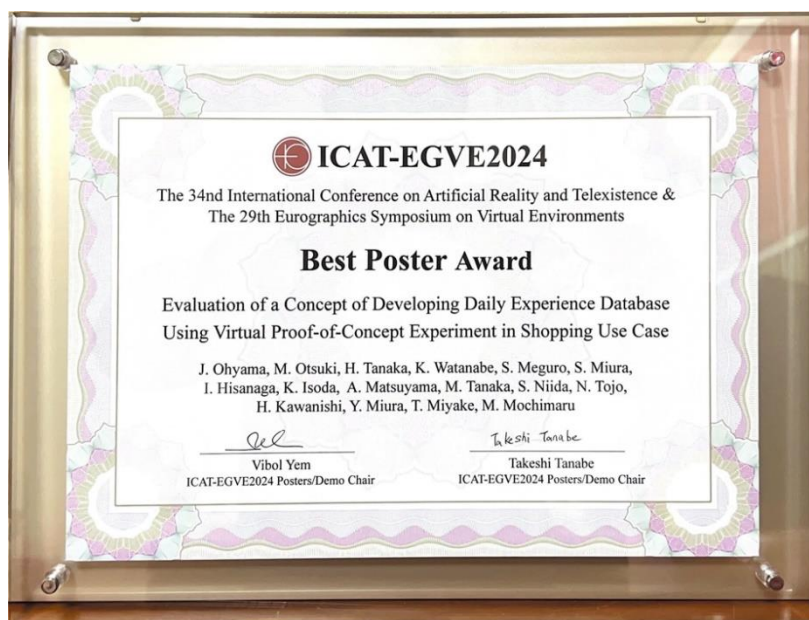 ICAT-EGVE2024
The 34nd International Conference on Artificial Reality and Telexistence &
The 29th Eurographics Symposium on Virtual Environments
Best Poster Award
Evaluation of a Concept of Developing Daily Experience Database
Using Virtual Proof-of-Concept Experiment in Shopping Use Case
J. Ohyama, M. Otsuki, H. Tanaka, K. Watanabe, S. Meguro, S. Miura,
I. Hisanaga, K. Isoda, A. Matsuyama, M. Tanaka, S. Niida, N. Tojo,
H. Kawanishi, Y. Miura, T. Miyake, M. Mochimaru
Takeshi Tanabe
Vibol Yem
ICAT-EGVE2024 Posters/Demo Chair
Takeshi Tanabe
ICAT-EGVE2024 Posters/Demo Chair